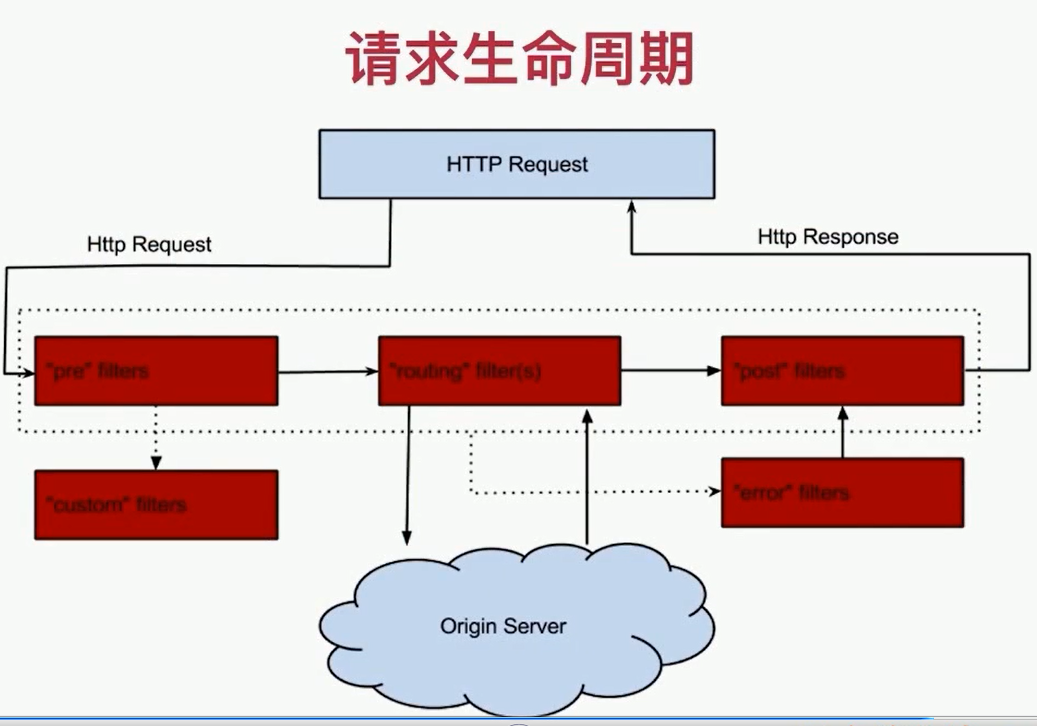 请求生命周期
HTTP Request
Http Request
Http Response
"pre" filters
"routing" filter(s)
"post" filters
"custom" filters
"error" filters
Origin Server